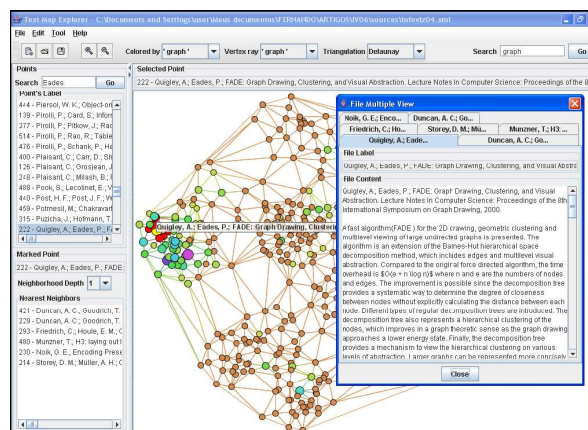 Text Map Explorer - C:\Documents and Settings\user\Meus documentos\FERNANDO\ARTIGOS\IV06\sources\infoviz04.xml
File Edit Tool Help
Colored by ' graph ' Vertex ray ' graph ' Triangulation Delaunay Search graph Go
Points
Search Eades Go
Point's Label
444 - Piersol, K. W.; Object-ori
139 - Pirolli, P.; Card, S.; Inform
277 - Pirolli, P.; Pitkow, J.; Rao
514 - Pirolli, P.; Rao, R.; Table
476 - Pirolli, P.; Schank, P.; He
400 - Plaisant, C.; Carr, D.; Sh
126 - Plaisant, C.; Grosjean, J.
248 - Plaisant, C.; Milash, B.; R
488 - Pook, S.; Lecolinet, E.; V
440 - Post, H. F.; Post, J. F.; W
459 - Potmesil, M.; Chakravarty
315 - Puzicha, J.; Hofmann, T.
222 - Quigley, A.; Eades, P.; FA
Marked Point
222 - Quigley, A.; Eades, P.; FADE:
Neighborhood Depth 1
Nearest Neighbors
421 - Duncan, A. C.; Goodrich, T.
229 - Duncan, A. C.; Goodrich, T.
293 - Friedrich, C.; Houle, E. M.;
480 - Munzner, T.; H3: laying out l
230 - Noik, G. E.; Encoding Prese
214 - Storey, D. M.; Müller, A. H.;
Selected Point
222 - Quigley, A.; Eades, P.; FADE: Graph Drawing, Clustering, and Visual Abstraction. Lecture Notes In Computer Science: Proceedings of the 8
Quigley, A.; Eades, P.; FADE: Graph Drawing, Clusterin
File Multiple View
Noik, G. E.; Enco... Duncan, A. C.; Go...
Friedrich, C.; Ho... Storey, D. M.; Mü... Munzner, T.; H3: ...
Quigley, A.; Eade... Duncan, A. C.; Go...
File Label
Quigley, A.; Eades, P.; FADE: Graph Drawing, Clustering, and Visual Abstra
File Content
Quigley, A.; Eades, P.; FADE: Graph Drawing, Clustering, and Visual
Abstraction. Lecture Notes In Computer Science: Proceedings of the 8th
International Symposium on Graph Drawing, 2000.
A fast algorithm(FADE ) for the 2D drawing, geometric clustering and
multilevel viewing of large undirected graphs is presented. The
algorithm is an extension of the Barnes-Hut hierarchical space
decomposition method, which includes edges and multilevel visual
abstraction. Compared to the original force directed algorithm, the time
overhead is $O(e + n \log n)$ where n and e are the numbers of nodes
and edges. The improvement is possible since the decomposition tree
provides a systematic way to determine the degree of closeness
between nodes without explicitly calculating the distance between each
node. Different types of regular decomposition trees are introduced. The
decomposition tree also represents a hierarchical clustering of the
nodes, which improves in a graph theoretic sense as the graph drawing
approaches a lower energy state. Finally, the decomposition tree
provides a mechanism to view the hierarchical clustering on various
levels of abstraction. Larger graphs can be represented more concisely
Close